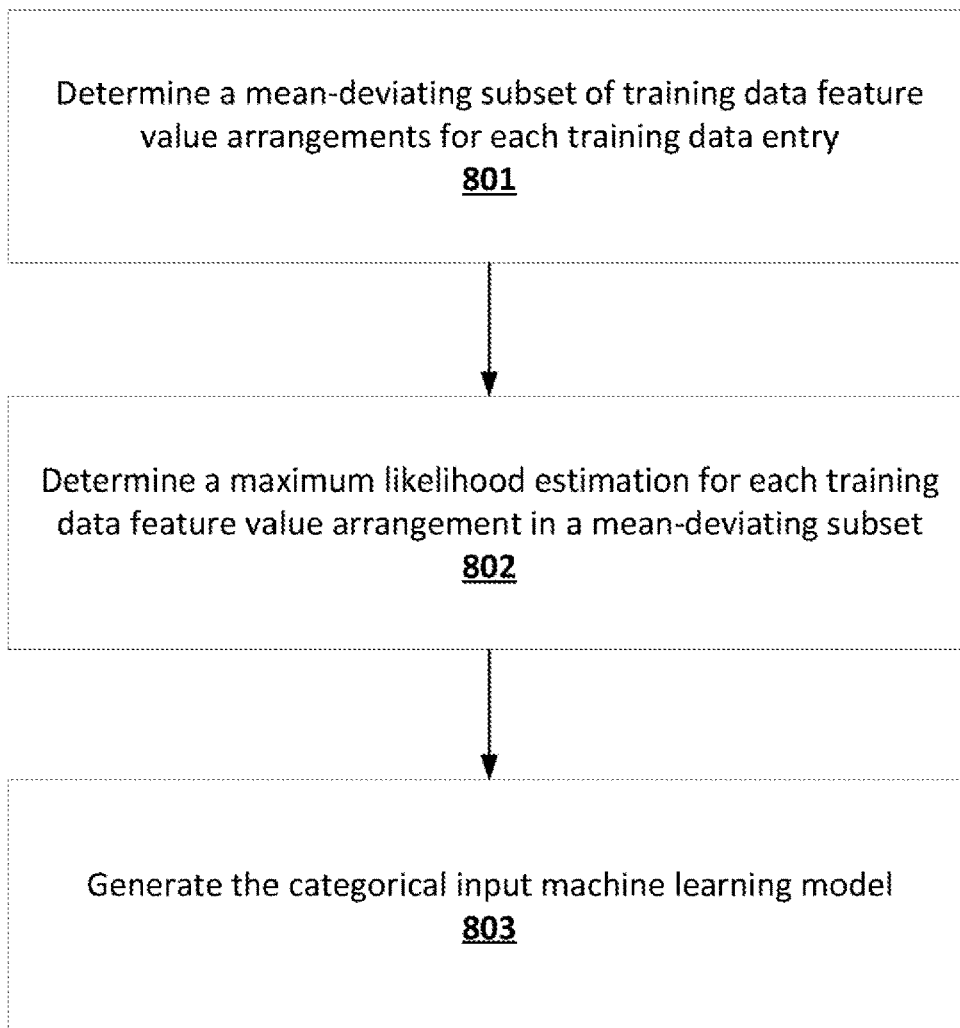 Determine a mean-deviating subset of training data feature
value arrangements for each training data entry
801
Determine a maximum likelihood estimation for each training
data feature value arrangement in a mean-deviating subset
802
Generate the categorical input machine learning model
803